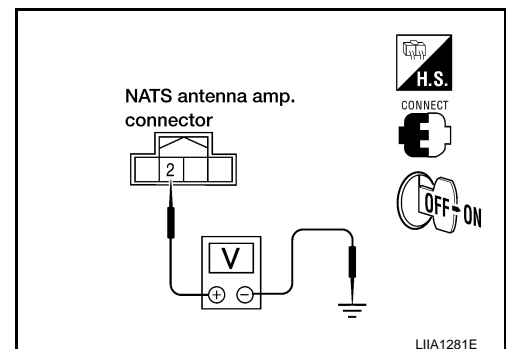 H.S.
NATS antenna amp.
connector
CONNECT
2
OFF-ON
V
+ -
LIIA1281E